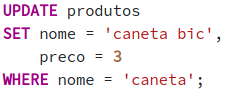 UPDATE produtos
SET nome = 'caneta bic',
    preco = 3
WHERE nome = 'caneta';